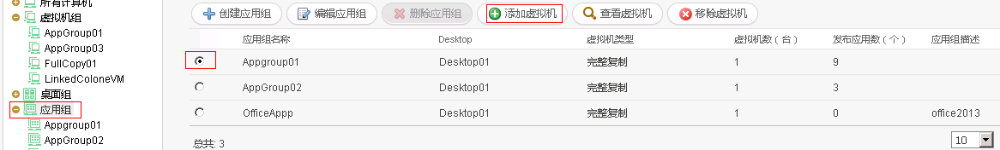 所有计算机
虚拟机组
AppGroup01
AppGroup03
FullCopy01
LinkedColoneVM
桌面组
应用组
Appgroup01
AppGroup02
创建应用组 编辑应用组 删除应用组 添加虚拟机 查看虚拟机 移除虚拟机
应用组名称 Desktop 虚拟机类型 虚拟机数（台） 发布应用数（个） 应用组描述
Appgroup01 Desktop01 完整复制 1 9
AppGroup02 Desktop01 完整复制 1 3
OfficeAppp Desktop01 完整复制 1 0 office2013
总共: 3
10